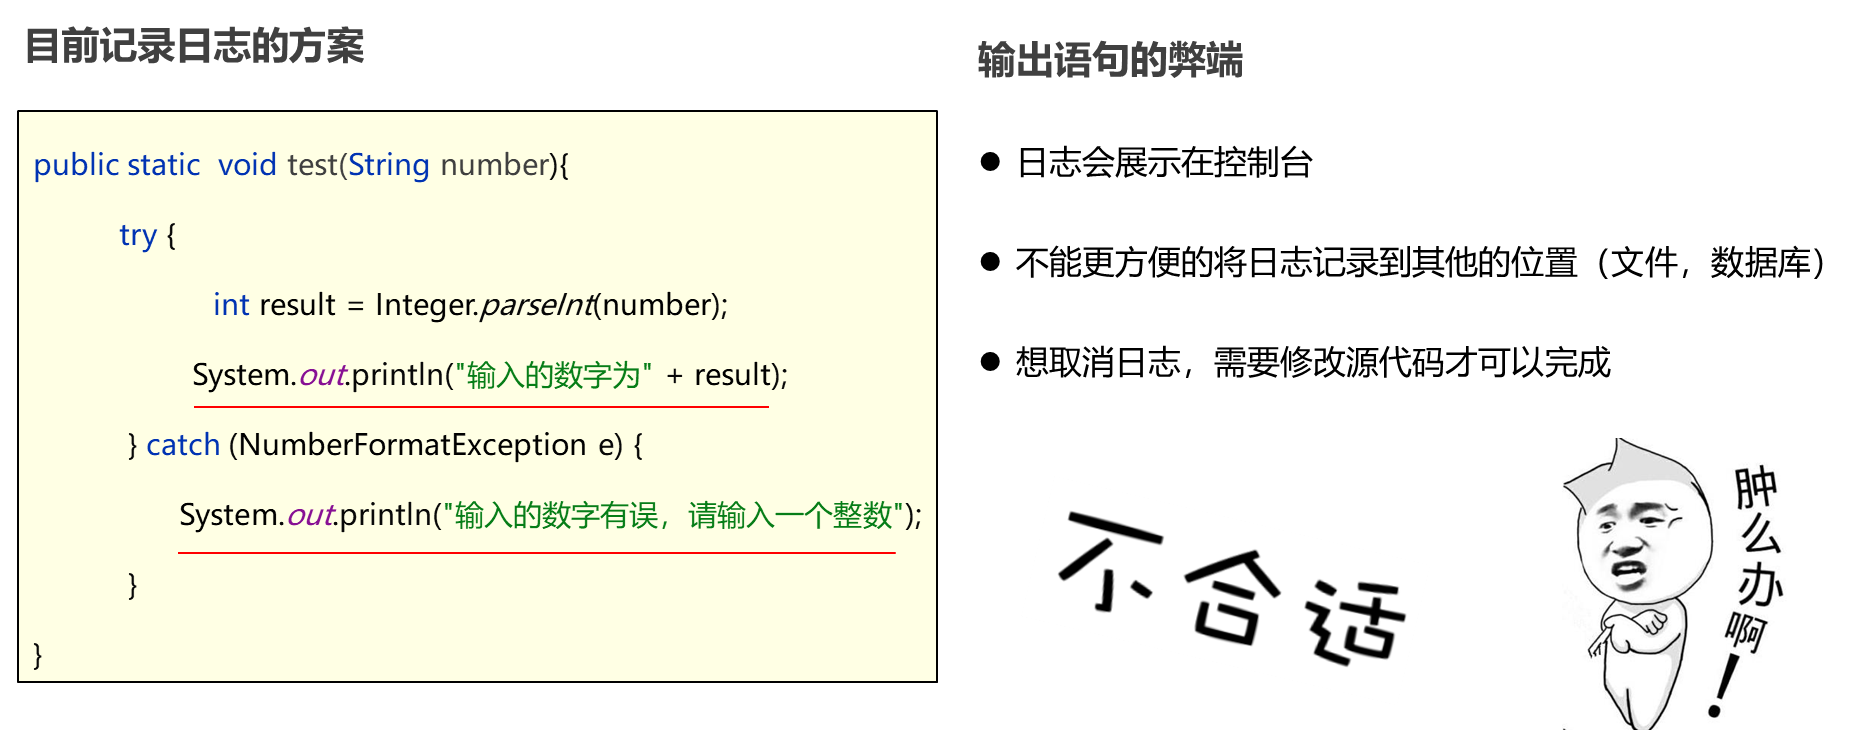 目前记录日志的方案
public static  void test(String number){
try {
int result = Integer.parseInt(number);
System.out.println("输入的数字为" + result);
} catch (NumberFormatException e) {
System.out.println("输入的数字有误，请输入一个整数");
}
}
输出语句的弊端
● 日志会展示在控制台
● 不能更方便的将日志记录到其他的位置（文件，数据库）
● 想取消日志，需要修改源代码才可以完成
不合适
肿么办啊！